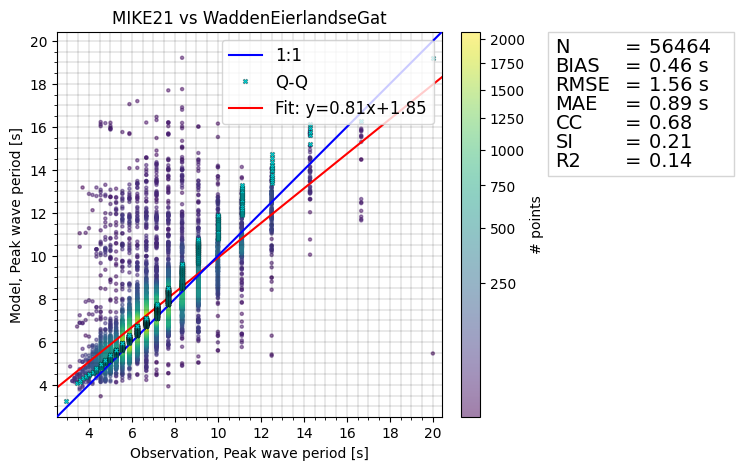 MIKE21 vs WaddenEierlandseGat
Model, Peak wave period [s]
20
18
16
14
12
10
8
6
4
4 6 8 10 12 14 16 18 20
Observation, Peak wave period [s]
1:1
Q-Q
Fit: y=0.81x+1.85
2000
1750
1500
1250
1000
750
500
250
# points
N = 56464
BIAS = 0.46 s
RMSE = 1.56 s
MAE = 0.89 s
CC = 0.68
SI = 0.21
R2 = 0.14